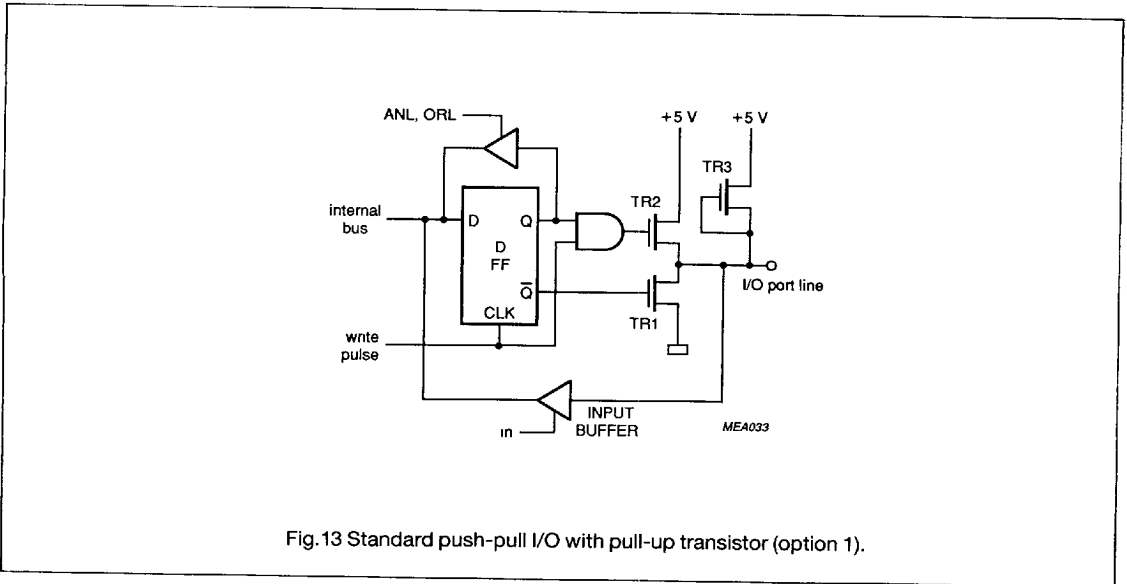 ANL, ORL
+5 V
+5 V
TR3
TR2
internal
bus
D
Q
D
FF
Q̅
CLK
TR1
I/O port line
write
pulse
INPUT
BUFFER
in
MEA033
Fig.13 Standard push-pull I/O with pull-up transistor (option 1).